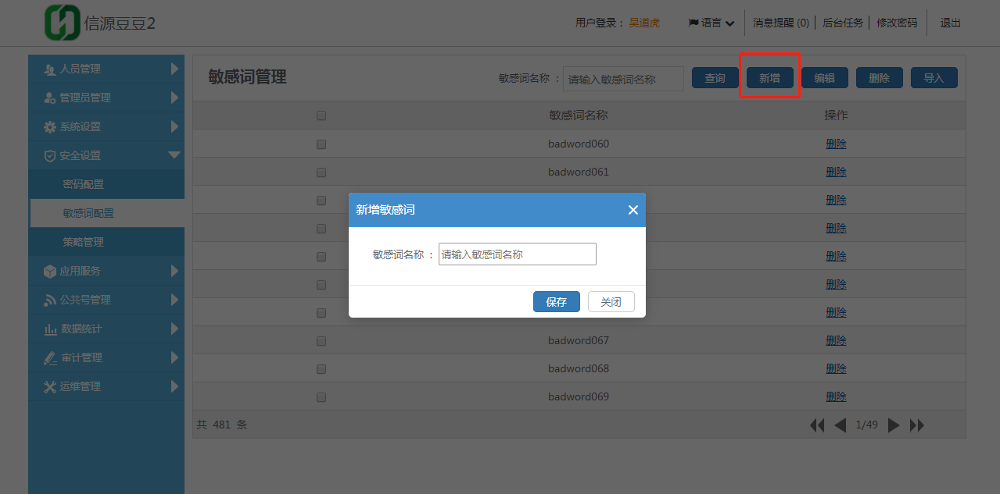 信源豆豆2
用户登录： 吴道虎 语言 消息提醒 (0) 后台任务 修改密码 退出
人员管理
管理员管理
系统设置
安全设置
密码配置
敏感词配置
策略管理
应用服务
公共号管理
数据统计
审计管理
运维管理
敏感词管理 敏感词名称 ： 请输入敏感词名称 查询 新增 编辑 删除 导入
敏感词名称 操作
badword060 删除
badword061 删除
删除
删除
删除
删除
删除
badword067 删除
badword068 删除
badword069 删除
共 481 条 1/49
新增敏感词
敏感词名称 ： 请输入敏感词名称
保存 关闭